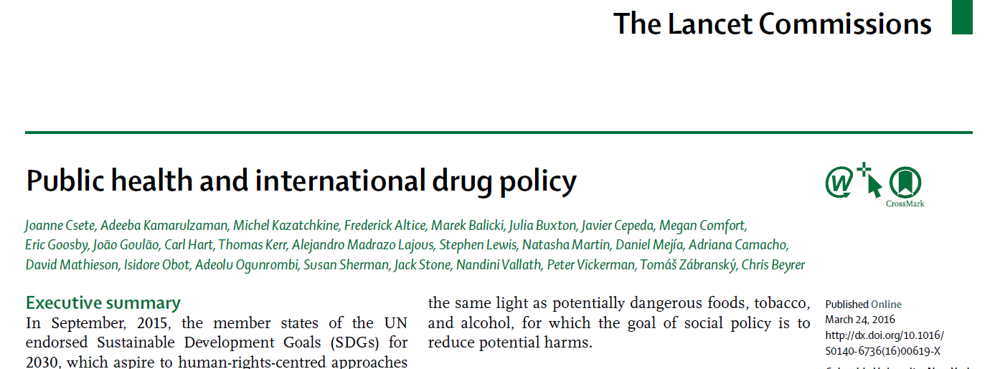 The Lancet Commissions
Public health and international drug policy
W
CrossMark
Joanne Csete, Adeeba Kamarulzaman, Michel Kazatchkine, Frederick Altice, Marek Balicki, Julia Buxton, Javier Cepeda, Megan Comfort,
Eric Goosby, João Goulão, Carl Hart, Thomas Kerr, Alejandro Madrazo Lajous, Stephen Lewis, Natasha Martin, Daniel Mejía, Adriana Camacho,
David Mathieson, Isidore Obot, Adeolu Ogunrombi, Susan Sherman, Jack Stone, Nandini Vallath, Peter Vickerman, Tomáš Zábranský, Chris Beyrer
Executive summary
In September, 2015, the member states of the UN
endorsed Sustainable Development Goals (SDGs) for
2030, which aspire to human-rights-centred approaches
the same light as potentially dangerous foods, tobacco,
and alcohol, for which the goal of social policy is to
reduce potential harms.
Published Online
March 24, 2016
http://dx.doi.org/10.1016/
S0140-6736(16)00619-X